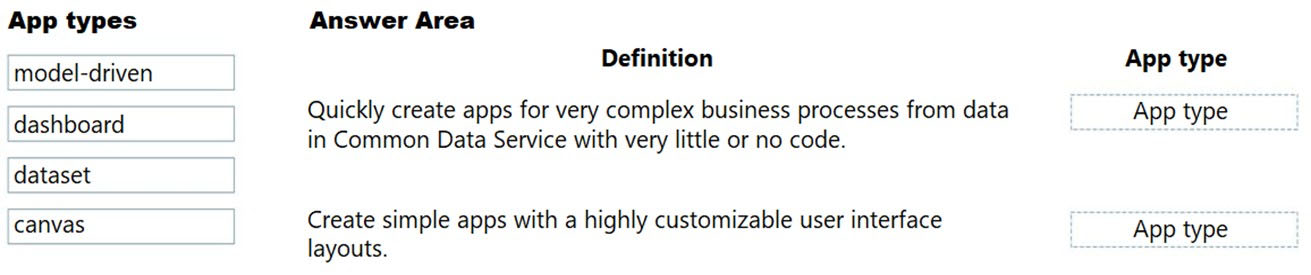 App types
Answer Area
Definition
App type
model-driven
dashboard
dataset
canvas
Quickly create apps for very complex business processes from data
in Common Data Service with very little or no code.
App type
Create simple apps with a highly customizable user interface
layouts.
App type